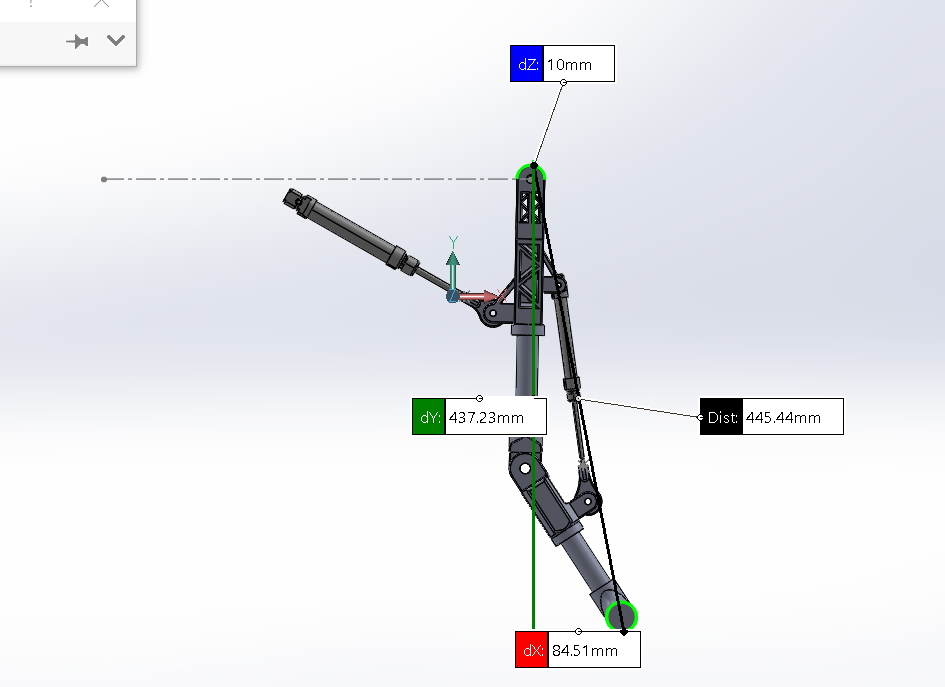 dZ: 10mm
Y
Z X
dY: 437.23mm
Dist: 445.44mm
dX: 84.51mm